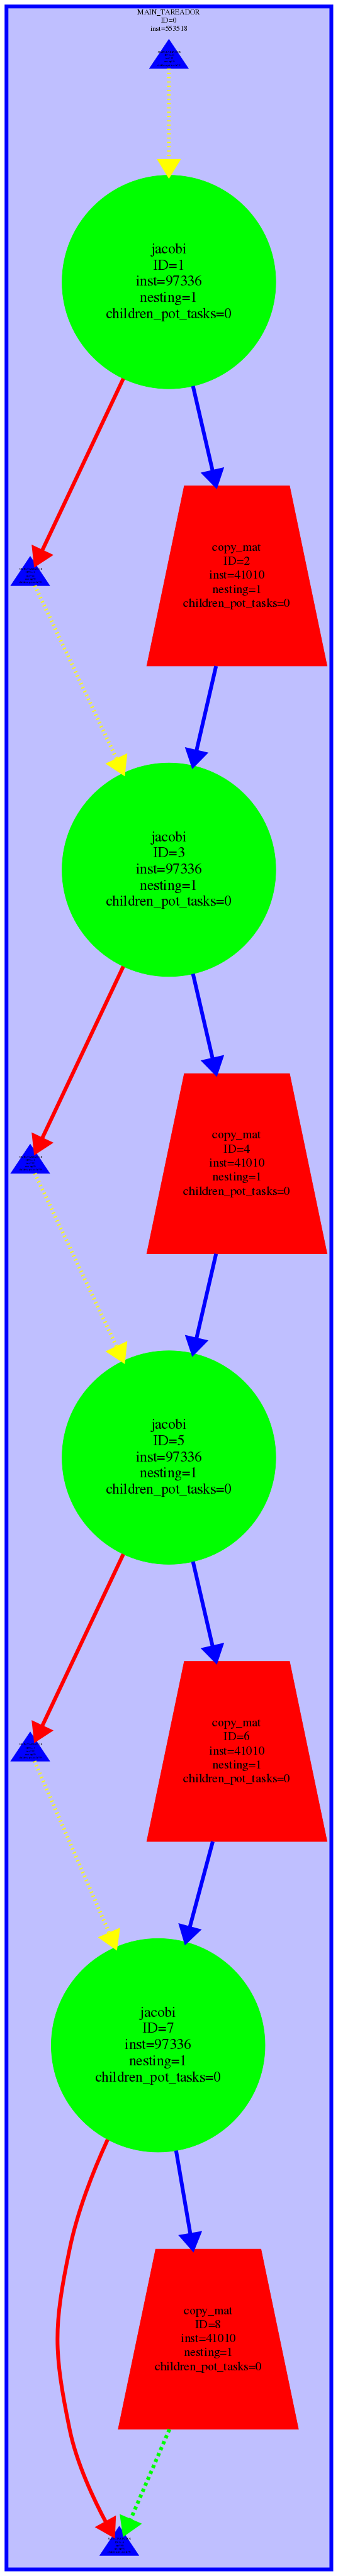 MAIN_TAREADOR
ID=0
inst=553518
jacobi
ID=1
inst=97336
nesting=1
children_pot_tasks=0
copy_mat
ID=2
inst=41010
nesting=1
children_pot_tasks=0
jacobi
ID=3
inst=97336
nesting=1
children_pot_tasks=0
copy_mat
ID=4
inst=41010
nesting=1
children_pot_tasks=0
jacobi
ID=5
inst=97336
nesting=1
children_pot_tasks=0
copy_mat
ID=6
inst=41010
nesting=1
children_pot_tasks=0
jacobi
ID=7
inst=97336
nesting=1
children_pot_tasks=0
copy_mat
ID=8
inst=41010
nesting=1
children_pot_tasks=0